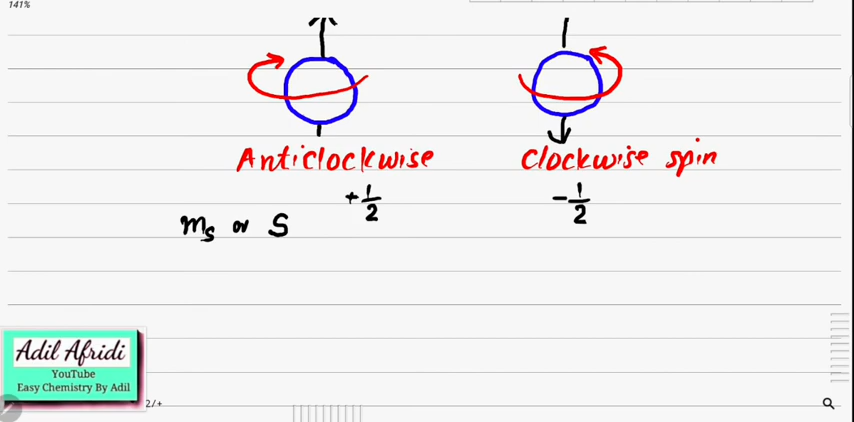 141%
Anticlockwise Clockwise spin
+1/2 -1/2
ms or S
Adil Afridi
YouTube
Easy Chemistry By Adil
2/+